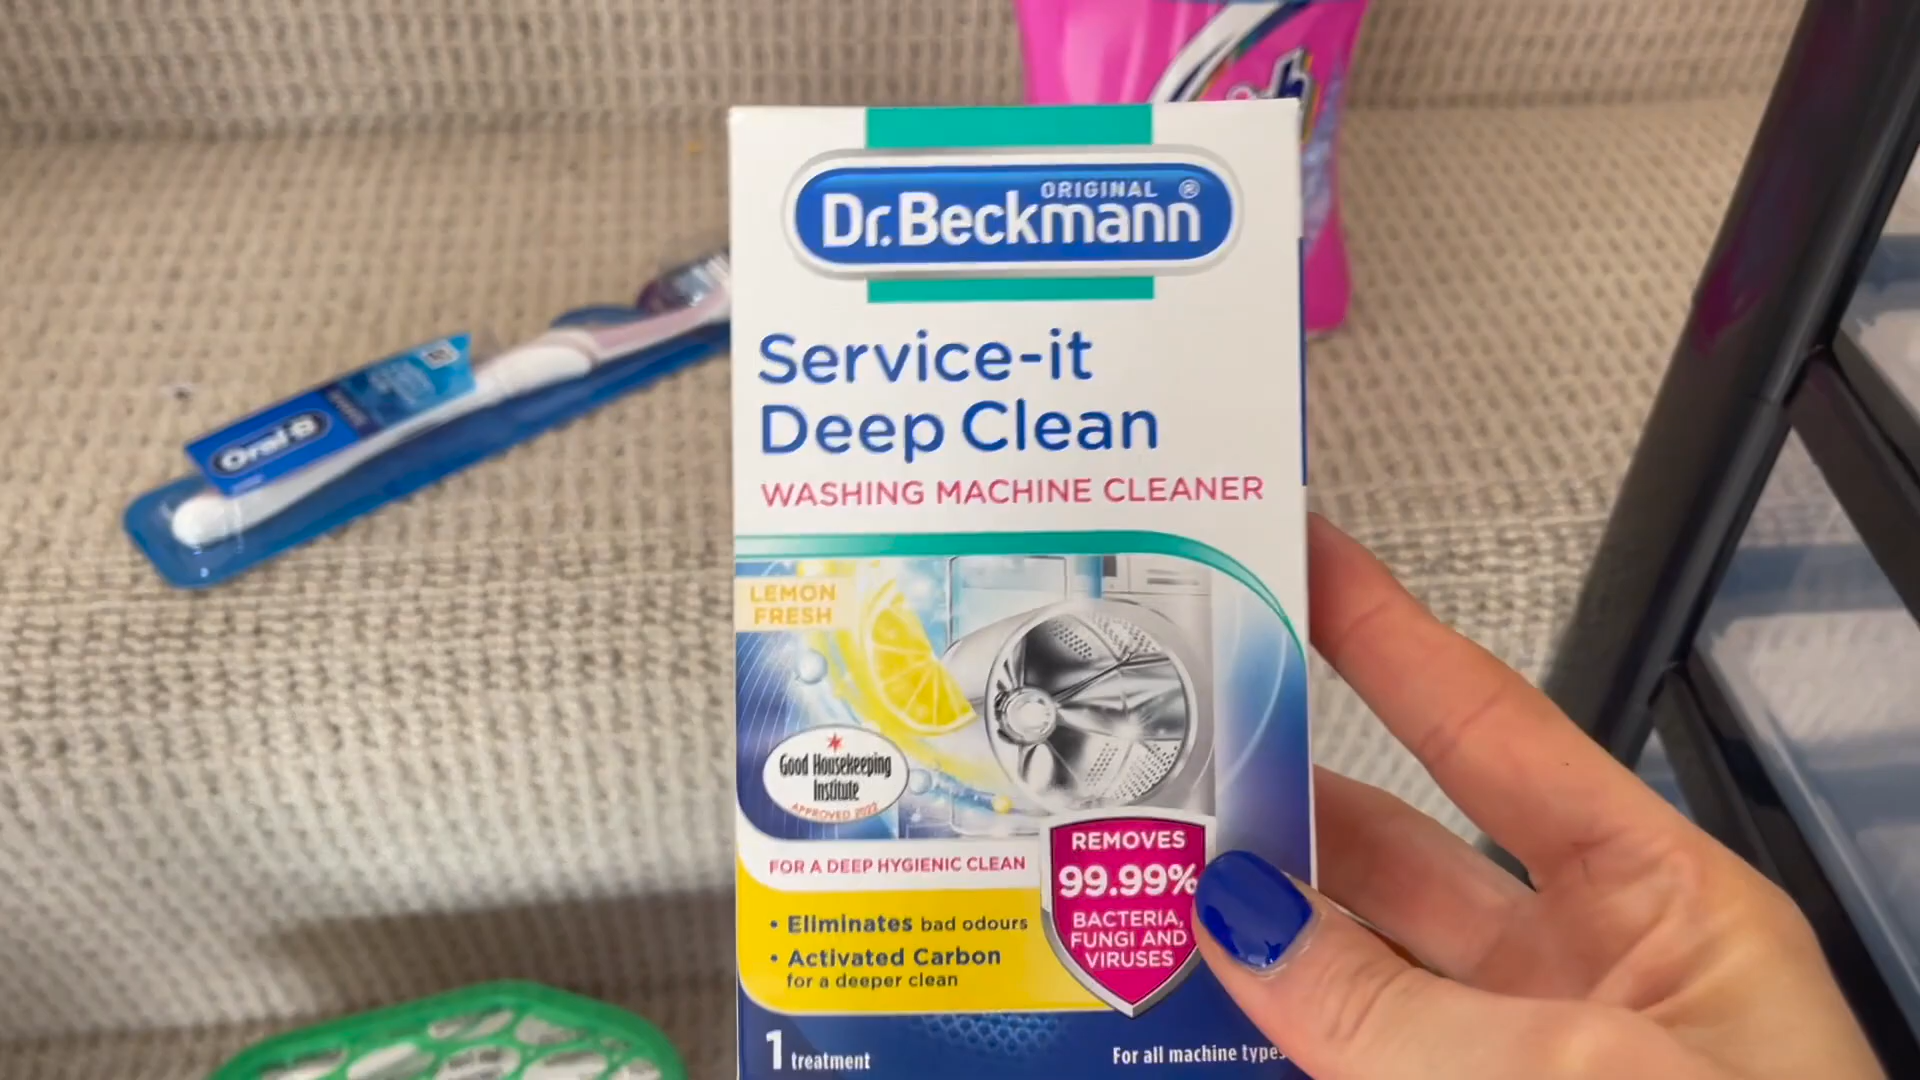 ORIGINAL ®
Dr. Beckmann
Service-it
Deep Clean
WASHING MACHINE CLEANER
LEMON
FRESH
Good Housekeeping
Institute
APPROVED 2022
FOR A DEEP HYGIENIC CLEAN
• Eliminates bad odours
• Activated Carbon
for a deeper clean
REMOVES
99.99%
BACTERIA,
FUNGI AND
VIRUSES
1 treatment
For all machine types
Oral-B